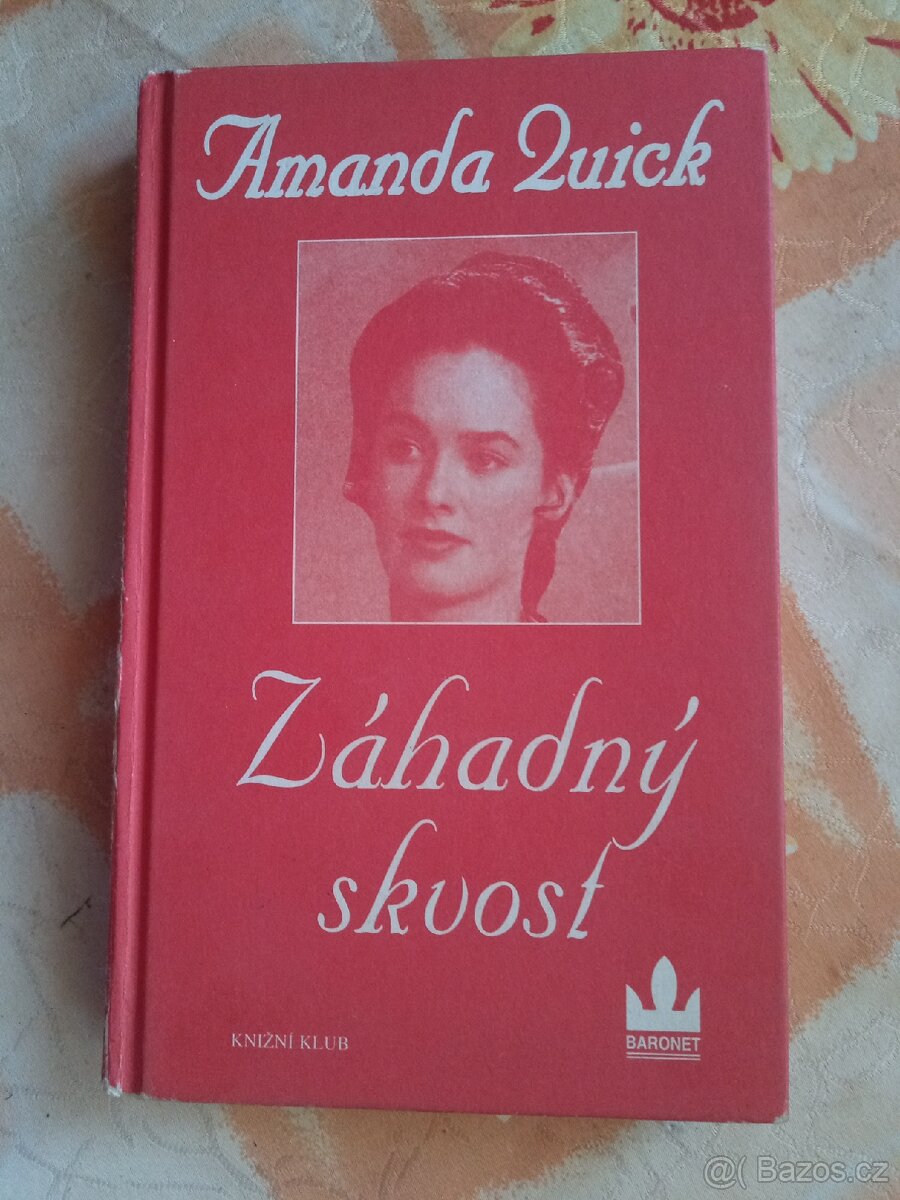 Amanda Quick
Záhadný
skvost
KNIŽNÍ KLUB
BARONET
@( Bazos.cz